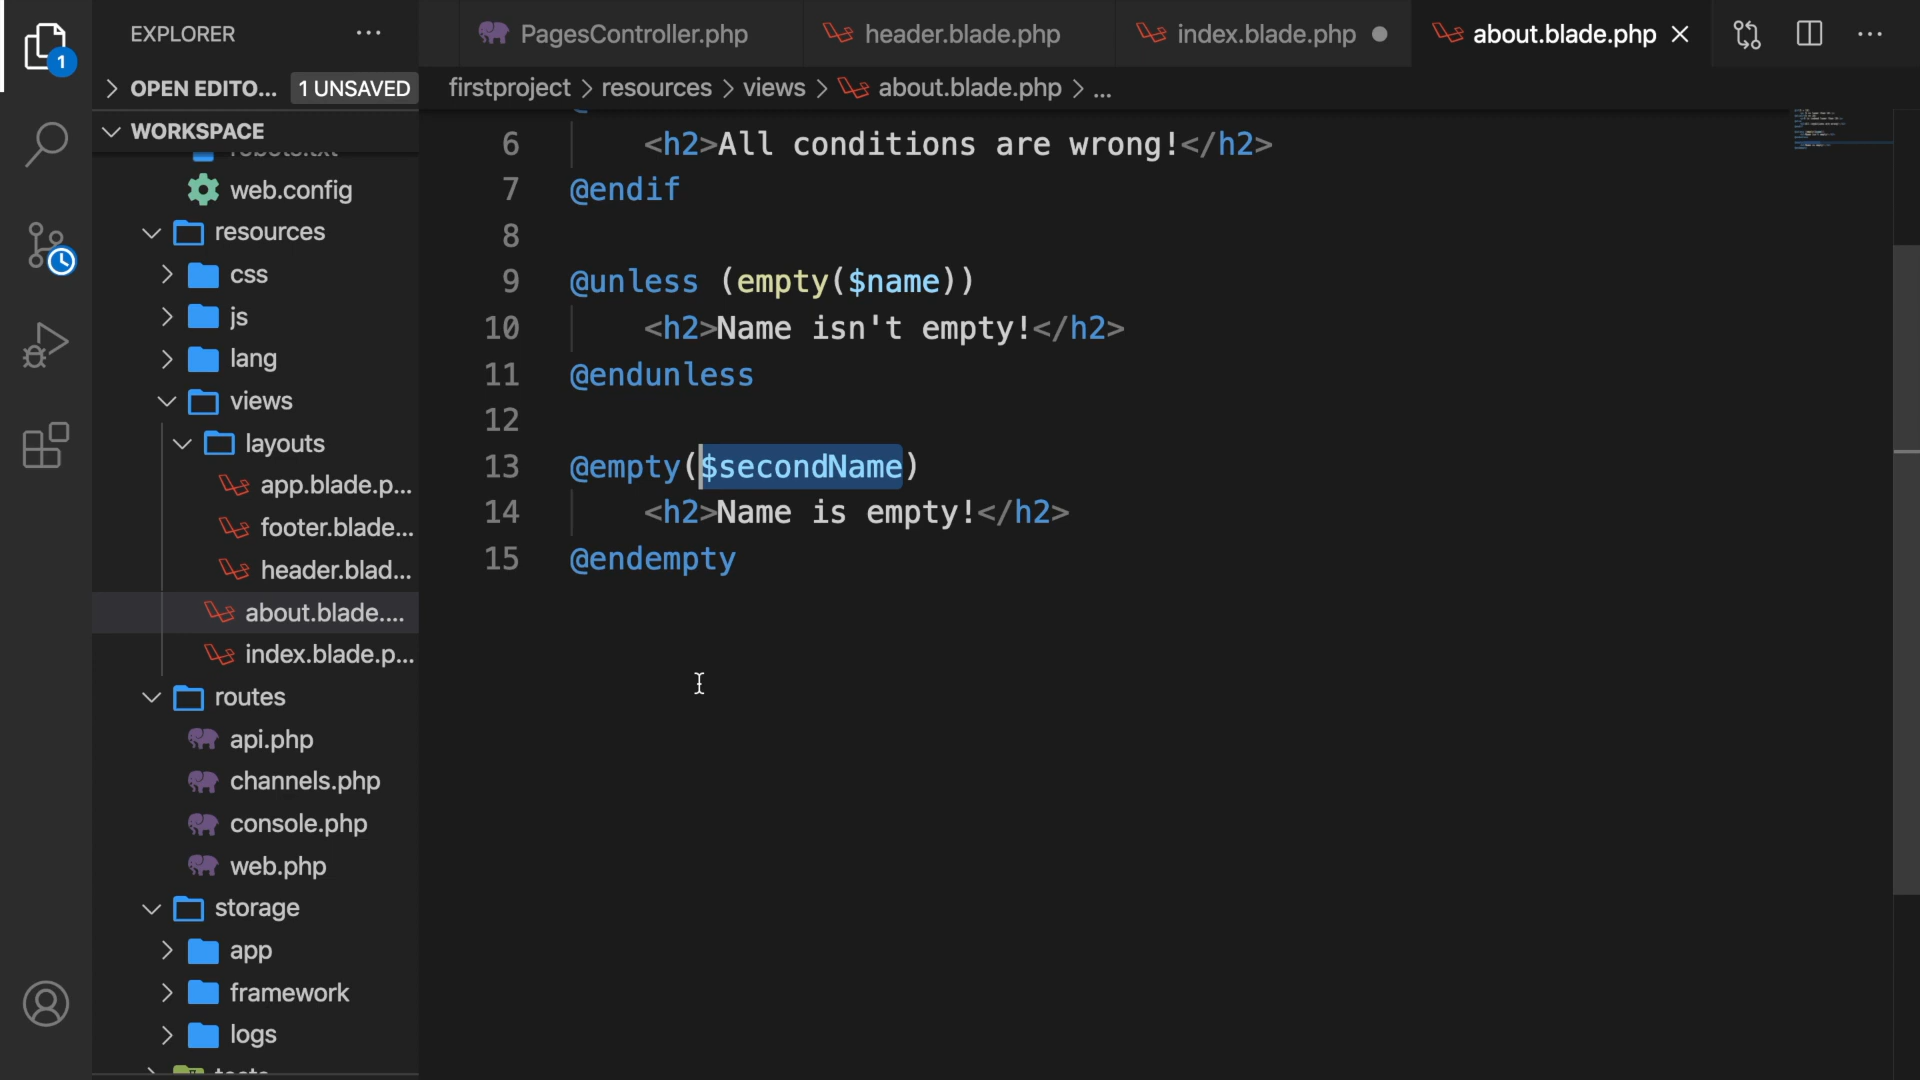 EXPLORER
PagesController.php
header.blade.php
index.blade.php
about.blade.php
1
OPEN EDITO...
1 UNSAVED
firstproject > resources > views > about.blade.php > ...
WORKSPACE
web.config
resources
css
js
lang
views
layouts
app.blade.p...
footer.blade...
header.blad...
about.blade....
index.blade.p...
routes
api.php
channels.php
console.php
web.php
storage
app
framework
logs
6 <h2>All conditions are wrong!</h2>
7 @endif
8
9 @unless (empty($name))
10 <h2>Name isn't empty!</h2>
11 @endunless
12
13 @empty($secondName)
14 <h2>Name is empty!</h2>
15 @endempty